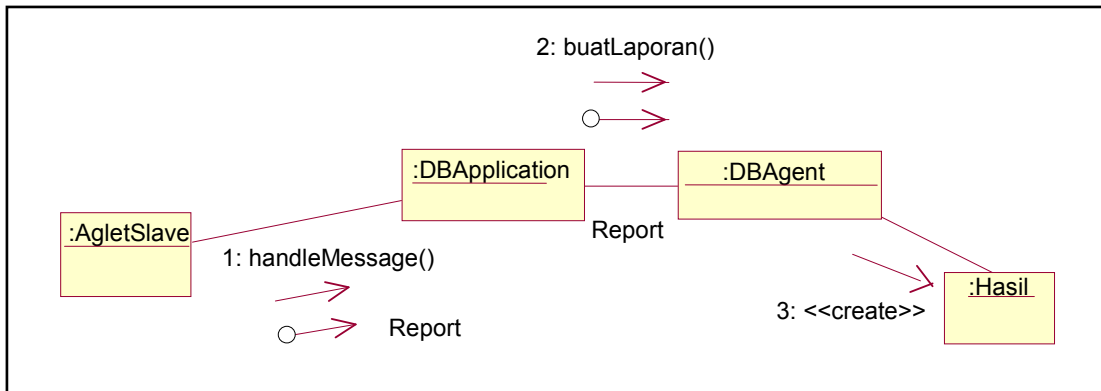 2: buatLaporan()
:DBApplication
:DBAgent
Report
:AgletSlave
1: handleMessage()
Report
:Hasil
3: <<create>>